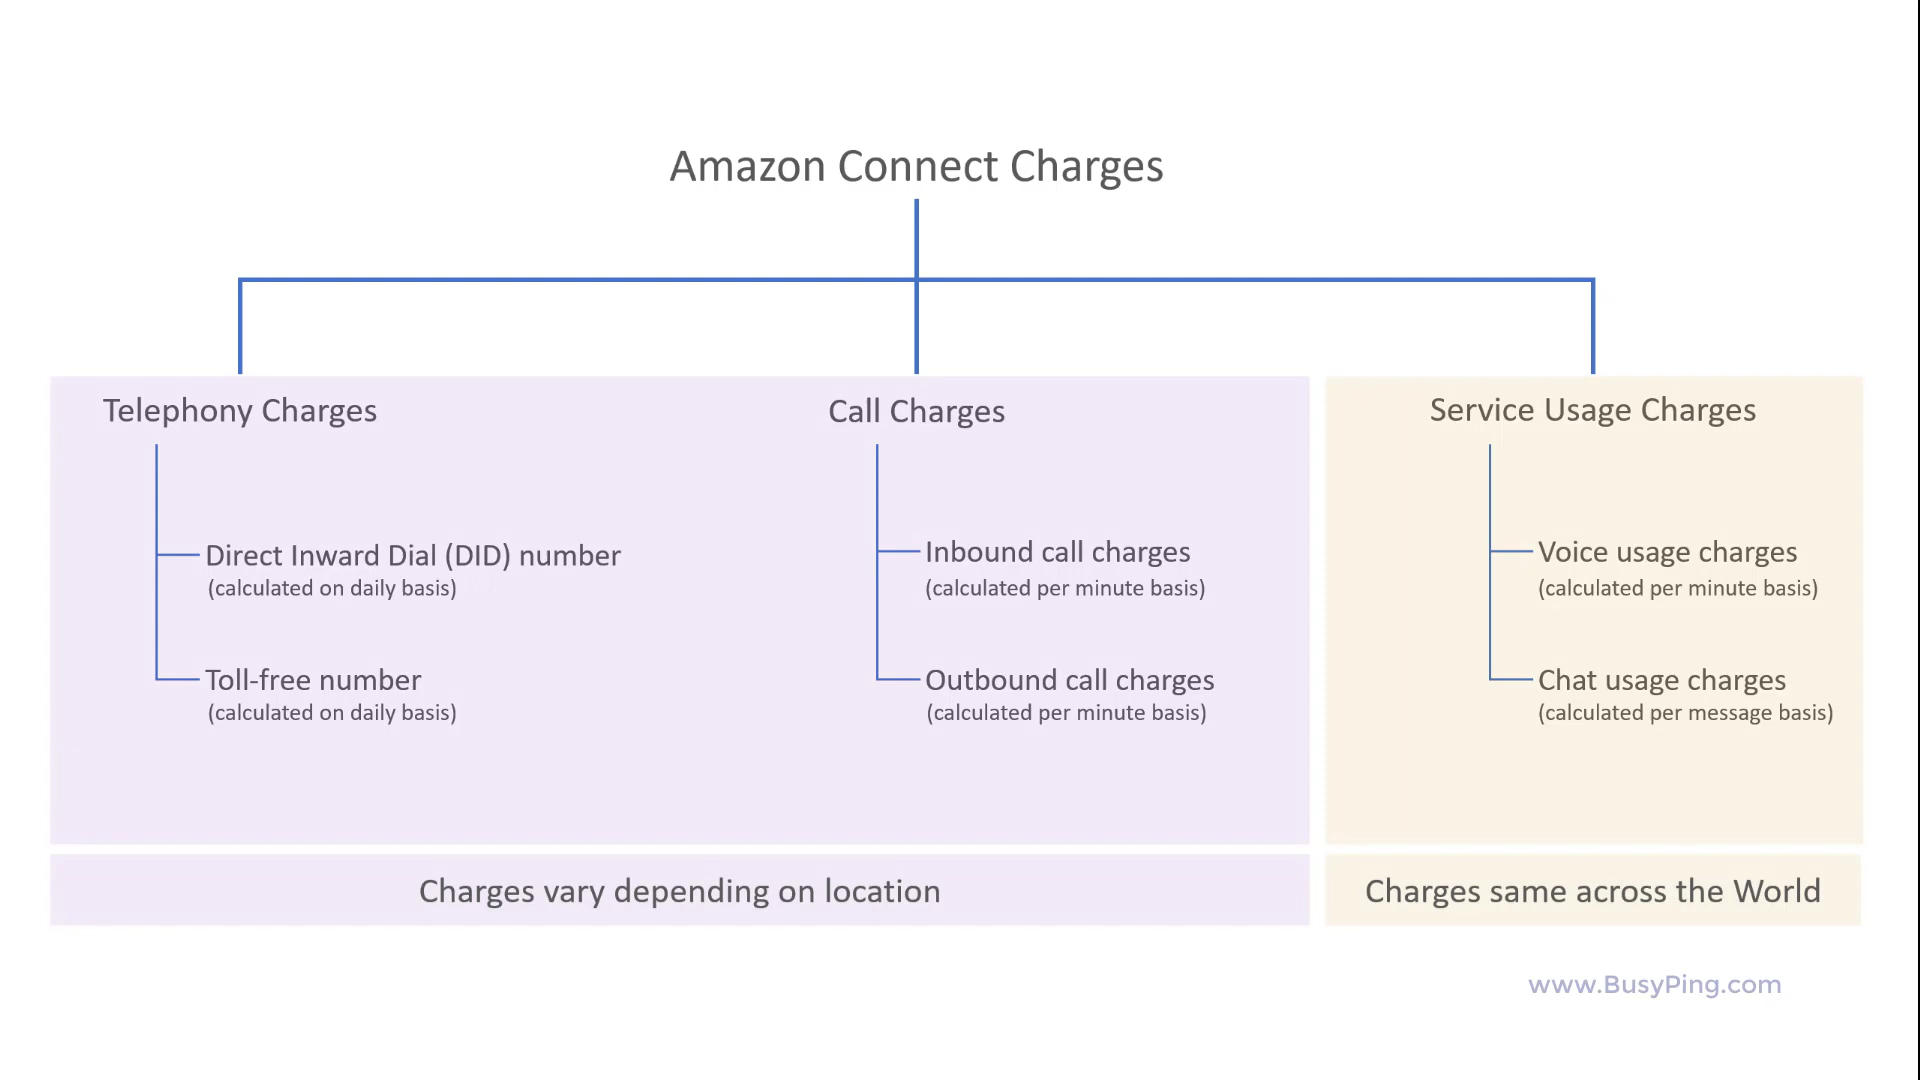 Amazon Connect Charges
Telephony Charges
Direct Inward Dial (DID) number
(calculated on daily basis)
Toll-free number
(calculated on daily basis)
Call Charges
Inbound call charges
(calculated per minute basis)
Outbound call charges
(calculated per minute basis)
Service Usage Charges
Voice usage charges
(calculated per minute basis)
Chat usage charges
(calculated per message basis)
Charges vary depending on location
Charges same across the World
www.BusyPing.com